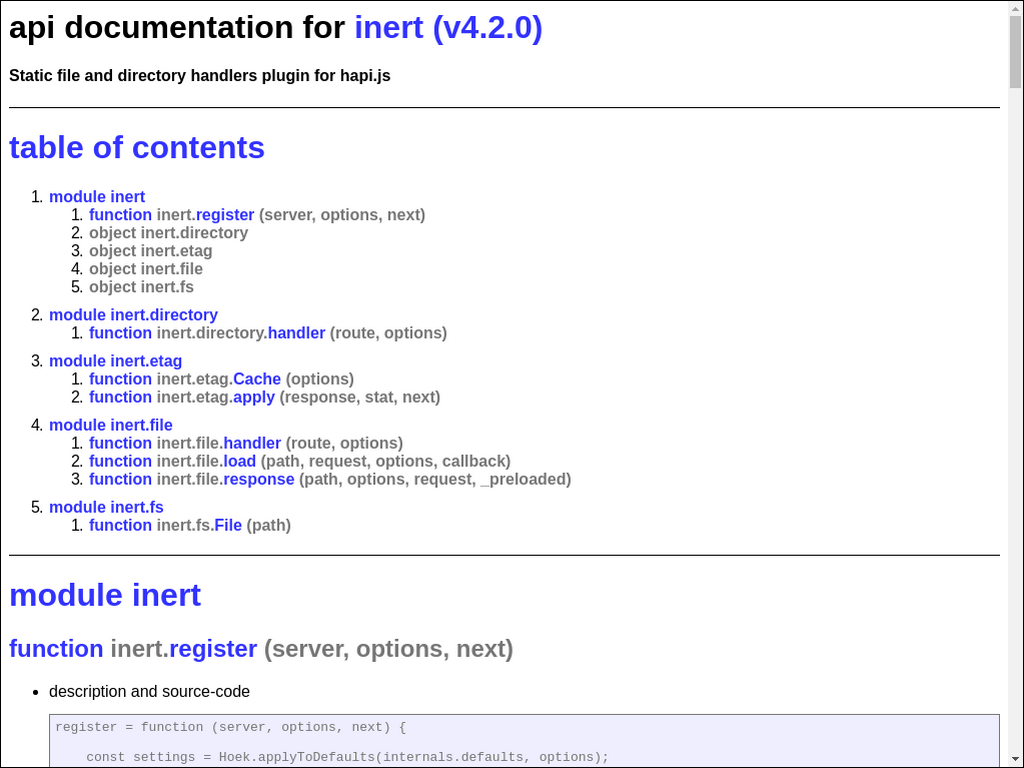 api documentation for inert (v4.2.0)
Static file and directory handlers plugin for hapi.js
table of contents
1. module inert
1. function inert.register (server, options, next)
2. object inert.directory
3. object inert.etag
4. object inert.file
5. object inert.fs
2. module inert.directory
1. function inert.directory.handler (route, options)
3. module inert.etag
1. function inert.etag.Cache (options)
2. function inert.etag.apply (response, stat, next)
4. module inert.file
1. function inert.file.handler (route, options)
2. function inert.file.load (path, request, options, callback)
3. function inert.file.response (path, options, request, _preloaded)
5. module inert.fs
1. function inert.fs.File (path)
module inert
function inert.register (server, options, next)
• description and source-code
register = function (server, options, next) {
const settings = Hoek.applyToDefaults(internals.defaults, options);